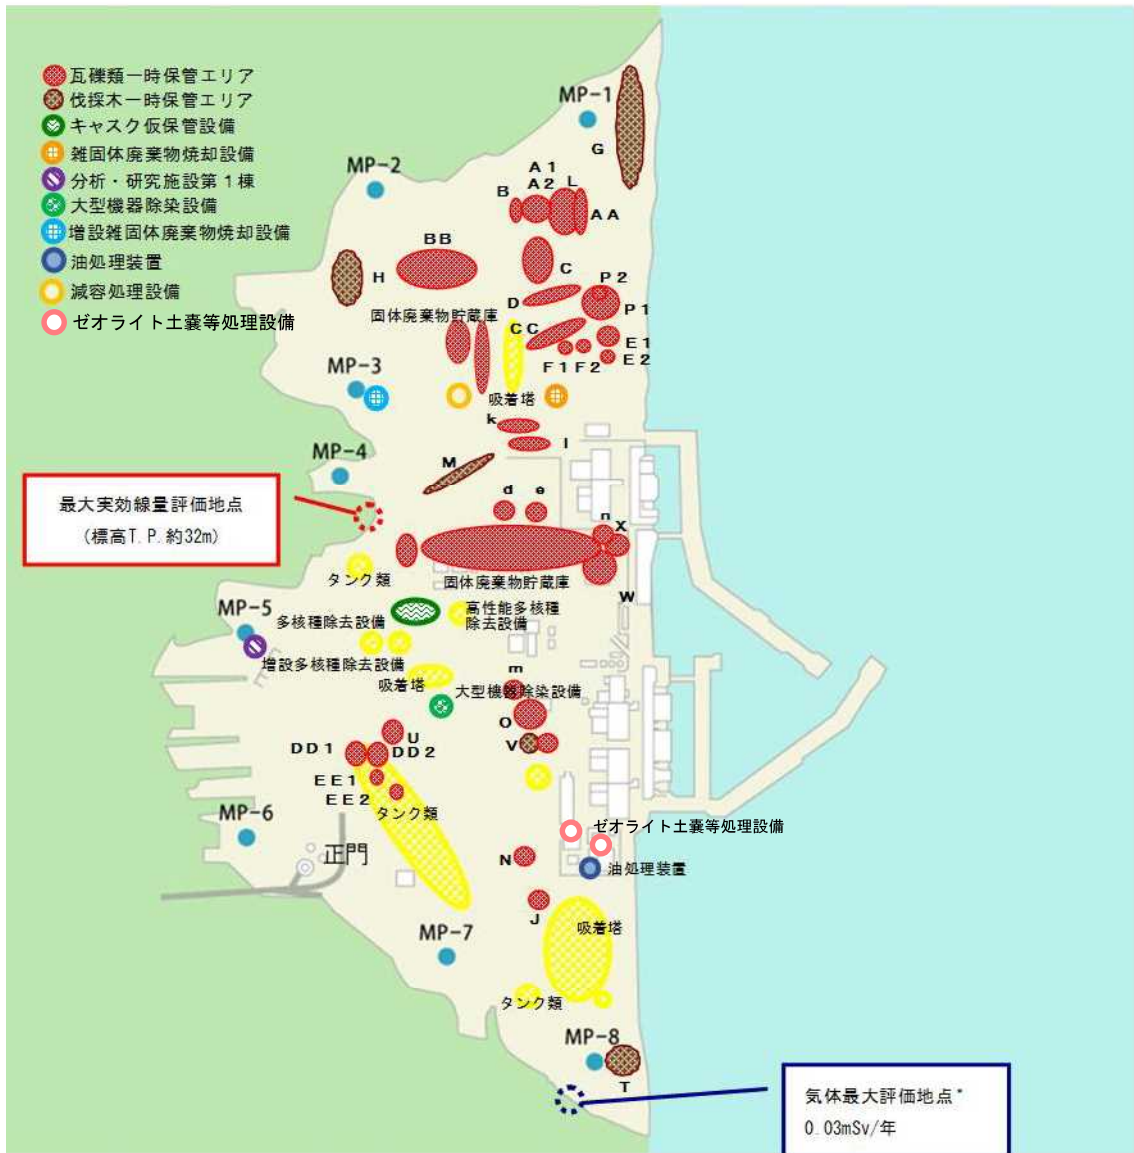 瓦礫類一時保管エリア
伐採木一時保管エリア
キャスク仮保管設備
雑固体廃棄物焼却設備
分析・研究施設第1棟
大型機器除染設備
増設雑固体廃棄物焼却設備
油処理装置
減容処理設備
ゼオライト土嚢等処理設備
MP-1
G
MP-2
A1
A2
L
B
AA
BB
H
C
P2
D
P1
固体廃棄物貯蔵庫
CC
E1
F1
F2
E2
MP-3
吸着塔
k
l
MP-4
M
最大実効線量評価地点
(標高T.P.約32m)
d
e
n
X
タンク類
固体廃棄物貯蔵庫
W
MP-5
多核種除去設備
高性能多核種
除去設備
増設多核種除去設備
吸着塔
m
大型機器除染設備
O
U
V
DD1
DD2
EE1
EE2
タンク類
MP-6
正門
ゼオライト土嚢等処理設備
N
油処理装置
J
吸着塔
MP-7
タンク類
MP-8
T
気体最大評価地点*
0.03mSv/年